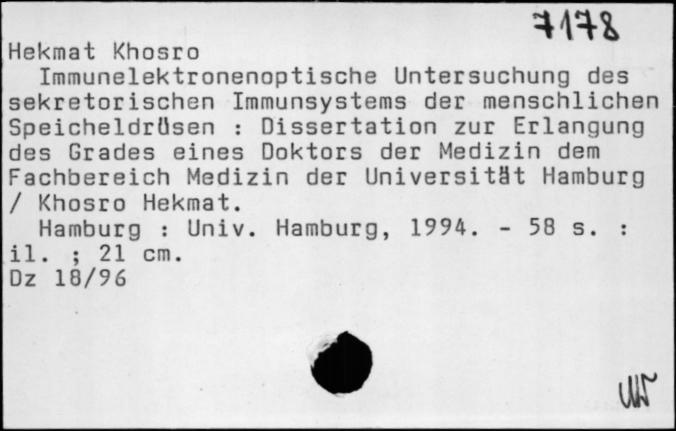 7178
Hekmat Khosro
Immunelektronenoptische Untersuchung des
sekretorischen Immunsystems der menschlichen
Speicheldrüsen : Dissertation zur Erlangung
des Grades eines Doktors der Medizin dem
Fachbereich Medizin der Universität Hamburg
/ Khosro Hekmat.
Hamburg : Univ. Hamburg, 1994. - 58 s. :
il. ; 21 cm.
Dz 18/96